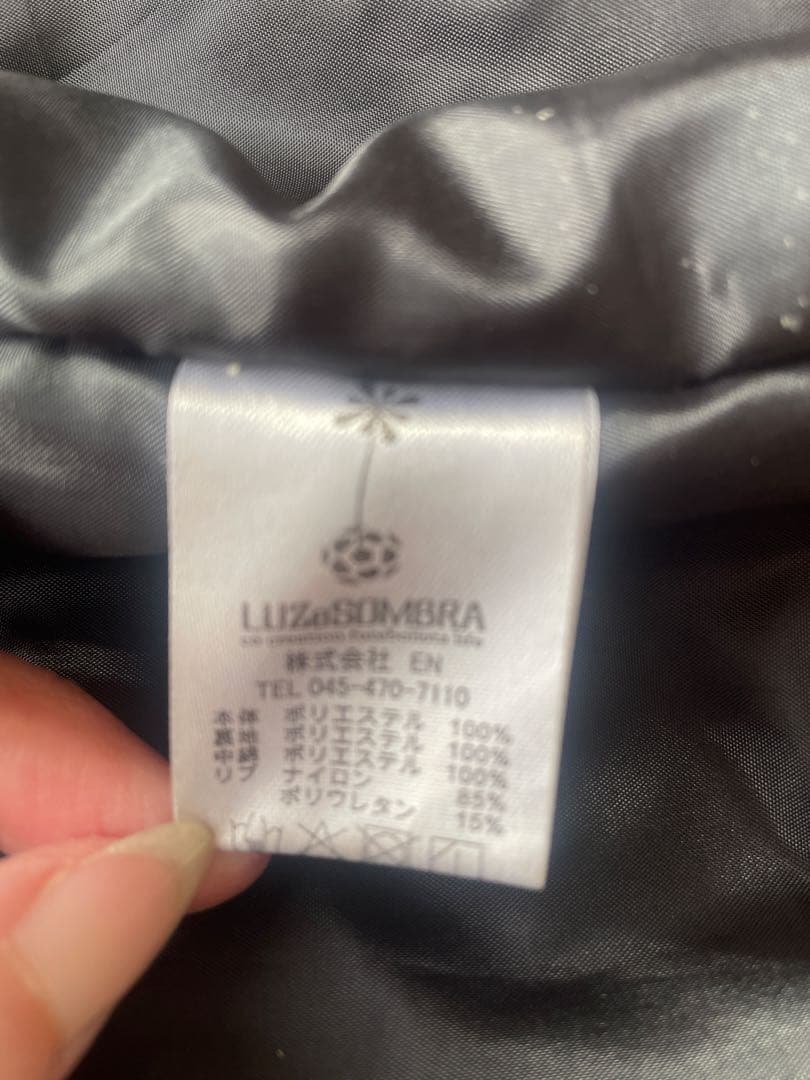 LUZeSOMBRA
株式会社 EN
TEL 045-470-7110
本体 ポリエステル 100%
裏地 ポリエステル 100%
中綿 ポリエステル 100%
リブ ナイロン 85%
ポリウレタン 15%